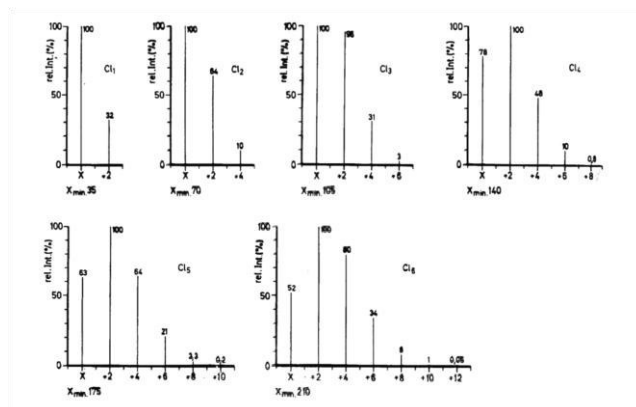 100
100
100
100
100
rel.Int.(%)
Cl₁
32
50
0
X
+2
Xmin.35
rel.Int.(%)
100
64
Cl₂
50
10
0
X
+2
+4
Xmin.70
rel.Int.(%)
100
96
Cl₃
50
31
3
0
X
+2
+4
+6
Xmin.105
rel.Int.(%)
100
78
Cl₄
50
48
10
0,8
0
X
+2
+4
+6
+8
Xmin.140
100
rel.Int.(%)
100
63
64
Cl₅
50
21
3,3
0,2
0
X
+2
+4
+6
+8
+10
Xmin.175
100
rel.Int.(%)
100
80
Cl₆
52
50
34
8
1
0,06
0
X
+2
+4
+6
+8
+10
+12
Xmin.210